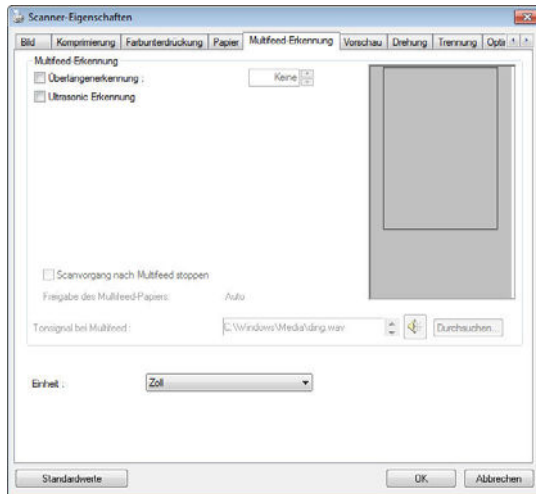 Scanner-Eigenschaften
Bild Komprimierung Farbunterdrückung Papier Multifeed-Erkennung Vorschau Drehung Trennung Opti
Multifeed-Erkennung
Überlängenerkennung : Keine
Ultrasonic Erkennung
Scanvorgang nach Multifeed stoppen
Freigabe des Multifeed-Papiers: Auto
Tonsignal bei Multifeed : C:\Windows\Media\ding.wav Durchsuchen...
Einheit : Zoll
Standardwerte OK Abbrechen